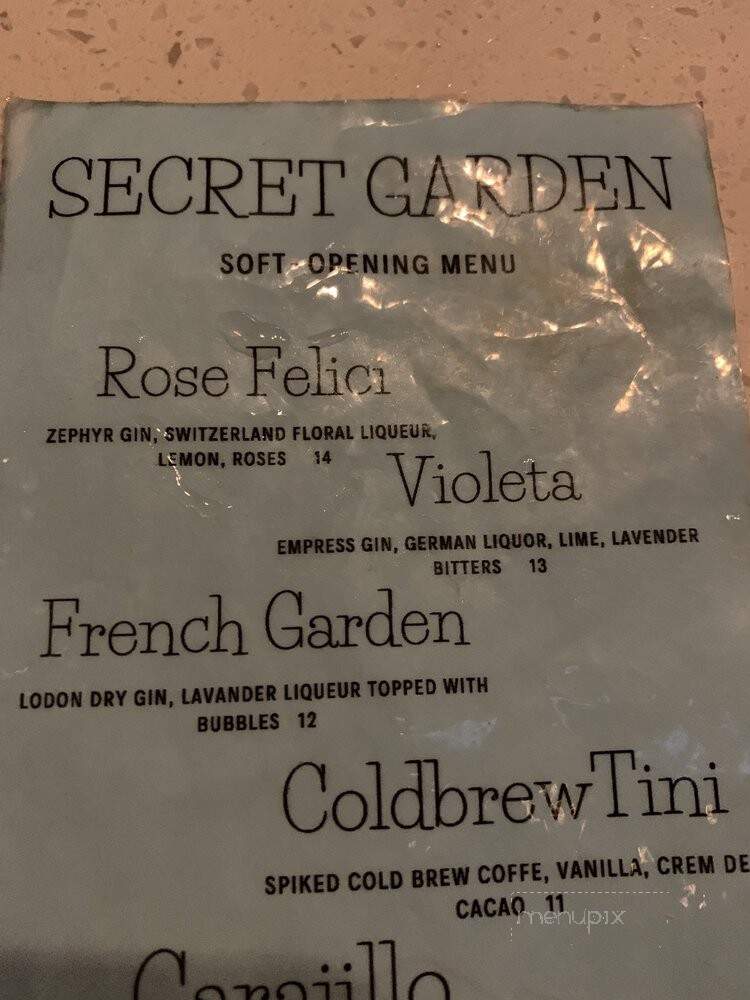 SECRET GARDEN
SOFT-OPENING MENU
Rose Felici
ZEPHYR GIN, SWITZERLAND FLORAL LIQUEUR,
LEMON, ROSES 14
Violeta
EMPRESS GIN, GERMAN LIQUOR, LIME, LAVENDER
BITTERS 13
French Garden
LODON DRY GIN, LAVANDER LIQUEUR TOPPED WITH
BUBBLES 12
ColdbrewTini
SPIKED COLD BREW COFFE, VANILLA, CREM DE
CACAO 11
menupix
Carajillo